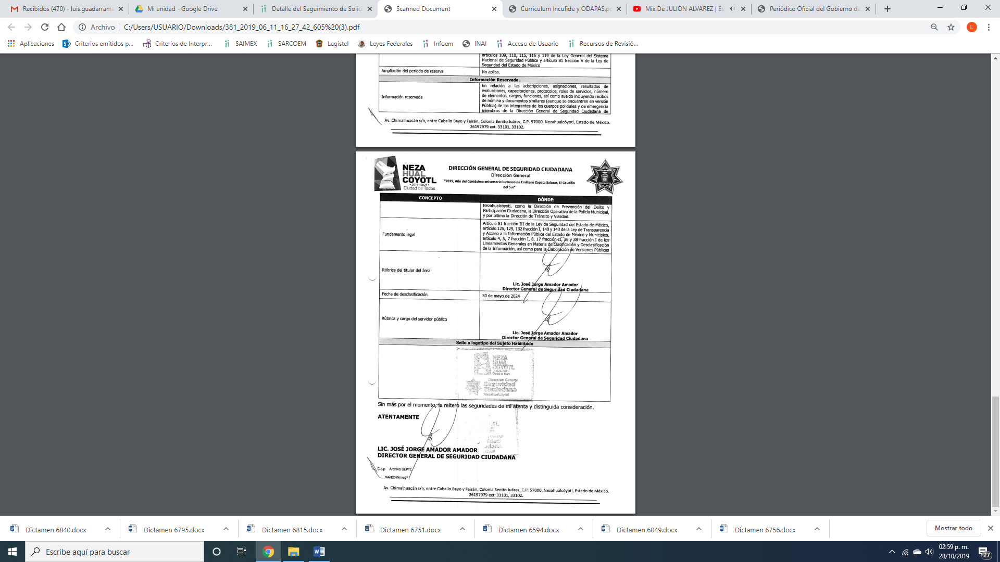 Recibidos (470) - luis.guadarrama
Mi unidad - Google Drive
Detalle del Seguimiento de Solici
Scanned Document
Curriculum Incufide y ODAPAS.pd
Mix De JULION ALVAREZ | Es
Periódico Oficial del Gobierno de
Archivo
C:/Users/USUARIO/Downloads/381_2019_06_11_16_27_42_605%20(3).pdf
Aplicaciones
Criterios emitidos p...
Criterios de Interpr...
SAIMEX
SARCOEM
Legistel
Leyes Federales
Infoem
INAI
Acceso de Usuario
Recursos de Revisió...
artículos 109, 110, 115, 116 y 119 de la Ley General del Sistema
Nacional de Seguridad Pública y artículo 81 fracción V de la Ley de
Seguridad del Estado de México
Ampliación del periodo de reserva
No aplica.
Información Reservada.
Información reservada
En relación a las adscripciones, asignaciones, resultados de
evaluaciones, capacitaciones, protocolos, roles de servicios, número
de elementos, cargos, funciones, así como sueldo incluyendo recibos
de nómina y documentos similares (aunque se encuentren en versión
Pública) de los integrantes de los cuerpos policiales y de emergencia
miembros de la Dirección General de Seguridad Ciudadana de
Av. Chimalhuacán s/n, entre Caballo Bayo y Faisán, Colonia Benito Juárez, C.P. 57000. Nezahualcóyotl, Estado de México.
26197979 ext. 33101, 33102.
NEZA
HUAL
COYOTL
• 2019 - 2021 •
Ciudad de Todos
DIRECCIÓN GENERAL DE SEGURIDAD CIUDADANA
Dirección General
"2019, Año del Centésimo aniversario luctuoso de Emiliano Zapata Salazar, El Caudillo
del Sur"
CONCEPTO
DÓNDE:
Nezahualcóyotl, como la Dirección de Prevención del Delito y
Participación Ciudadana, la Dirección Operativa de la Policía Municipal,
y por último la Dirección de Tránsito y Vialidad.
Fundamento legal
Artículo 81 fracción III de la Ley de Seguridad del Estado de México,
artículo 125, 129, 132 fracción I, 140 y 143 de la Ley de Transparencia
y Acceso a la Información Pública del Estado de México y Municipios,
artículo 4, 5, 7 fracción I, 8, 17 fracción II, 36 y 38 fracción I de los
Lineamientos Generales en Materia de Clasificación y Desclasificación
de la Información, así como para la Elaboración de Versiones Públicas
Rúbrica del titular del área
Lic. José Jorge Amador Amador
Director General de Seguridad Ciudadana
Fecha de desclasificación
30 de mayo de 2024
Rúbrica y cargo del servidor público
Lic. José Jorge Amador Amador
Director General de Seguridad Ciudadana
Sello o logotipo del Sujeto Habilitado
NEZA
HUAL
COYOTL
Ciudad de Todos
Dirección General
Seguridad
Ciudadana
Nezahualcóyotl
Sin más por el momento, le reitero las seguridades de mi atenta y distinguida consideración.
ATENTAMENTE
LIC. JOSÉ JORGE AMADOR AMADOR
DIRECTOR GENERAL DE SEGURIDAD CIUDADANA
C.c.p Archivo UEPYC
JAA/ECHN/mcg*
Av. Chimalhuacán s/n, entre Caballo Bayo y Faisán, Colonia Benito Juárez, C.P. 57000. Nezahualcóyotl, Estado de México.
26197979 ext. 33101, 33102.
Dictamen 6840.docx
Dictamen 6795.docx
Dictamen 6815.docx
Dictamen 6751.docx
Dictamen 6594.docx
Dictamen 6049.docx
Dictamen 6756.docx
Mostrar todo
Escribe aquí para buscar
02:59 p. m.
28/10/2019
27